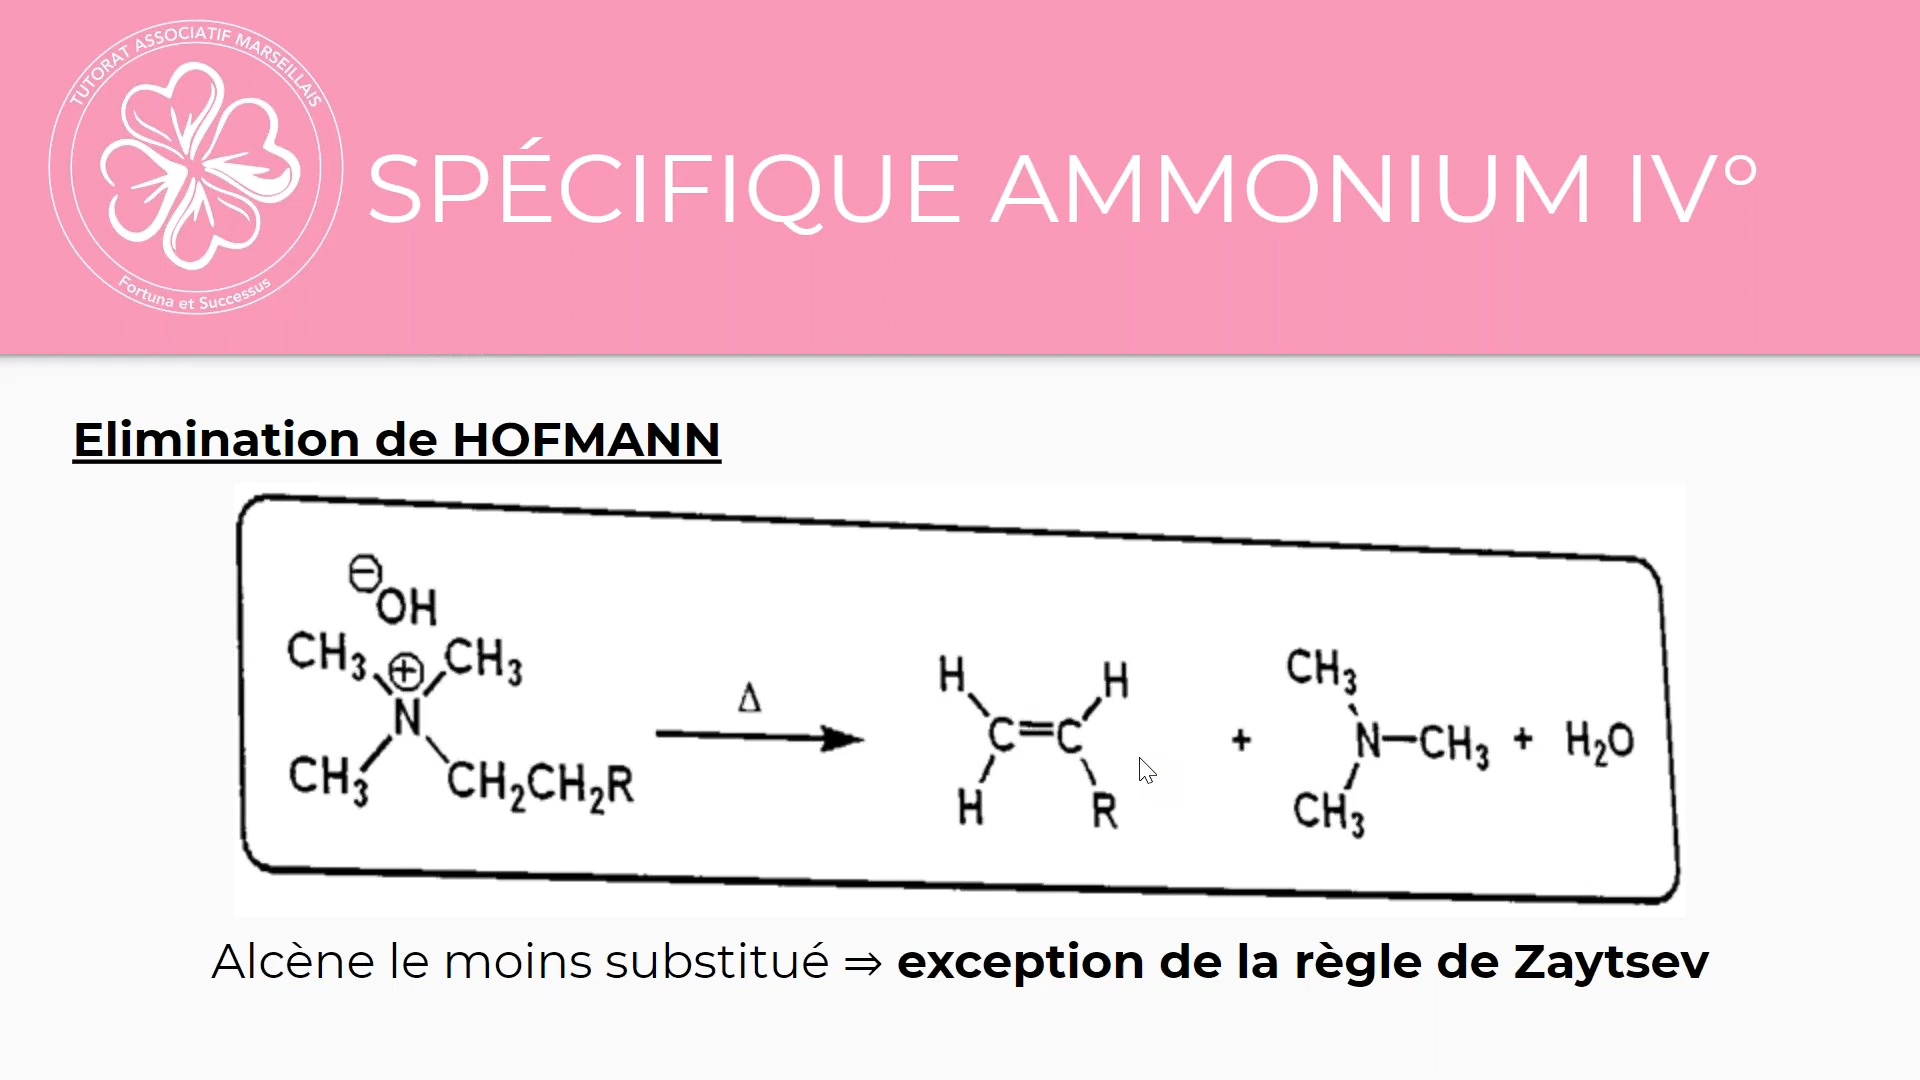 TUTORAT ASSOCIATIF MARSEILLAIS
Fortuna et Successus
SPÉCIFIQUE AMMONIUM IV°
Elimination de HOFMANN
⊖OH
CH3 ⊕ CH3
N
CH3 CH2CH2R
Δ
H H
C=C
H R
+
CH3
N—CH3 + H2O
CH3
Alcène le moins substitué ⇒ exception de la règle de Zaytsev